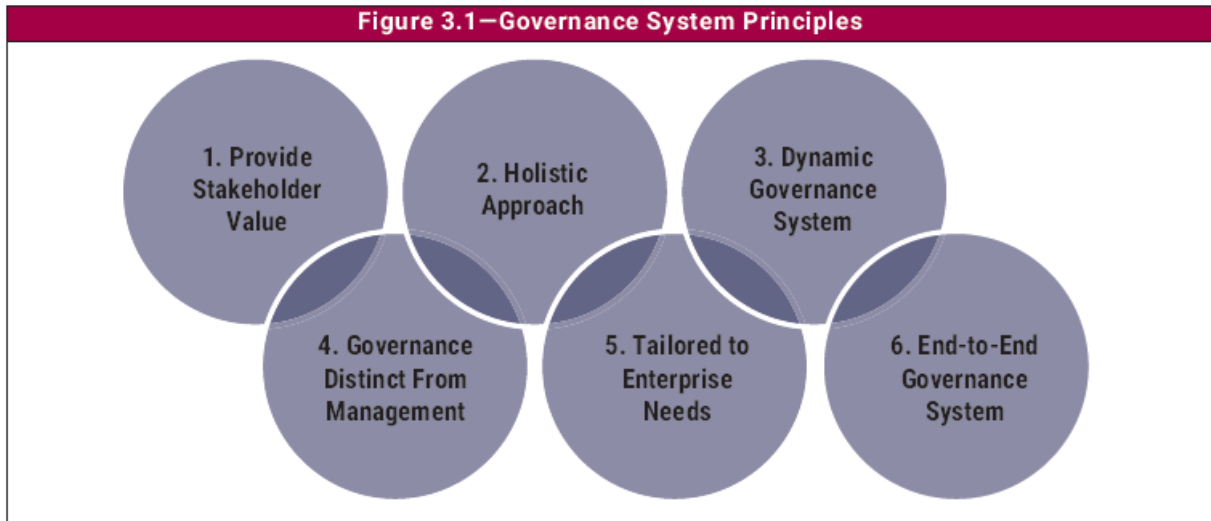 Figure 3.1—Governance System Principles
1. Provide
Stakeholder
Value
2. Holistic
Approach
3. Dynamic
Governance
System
4. Governance
Distinct From
Management
5. Tailored to
Enterprise
Needs
6. End-to-End
Governance
System